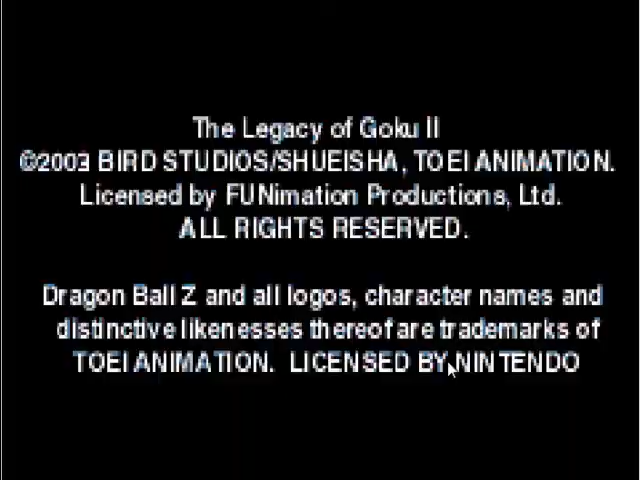 The Legacy of Goku II
©2003 BIRD STUDIOS/SHUEISHA, TOEI ANIMATION.
Licensed by FUNimation Productions, Ltd.
ALL RIGHTS RESERVED.
Dragon Ball Z and all logos, character names and
distinctive likenesses thereof are trademarks of
TOEI ANIMATION. LICENSED BY NINTENDO